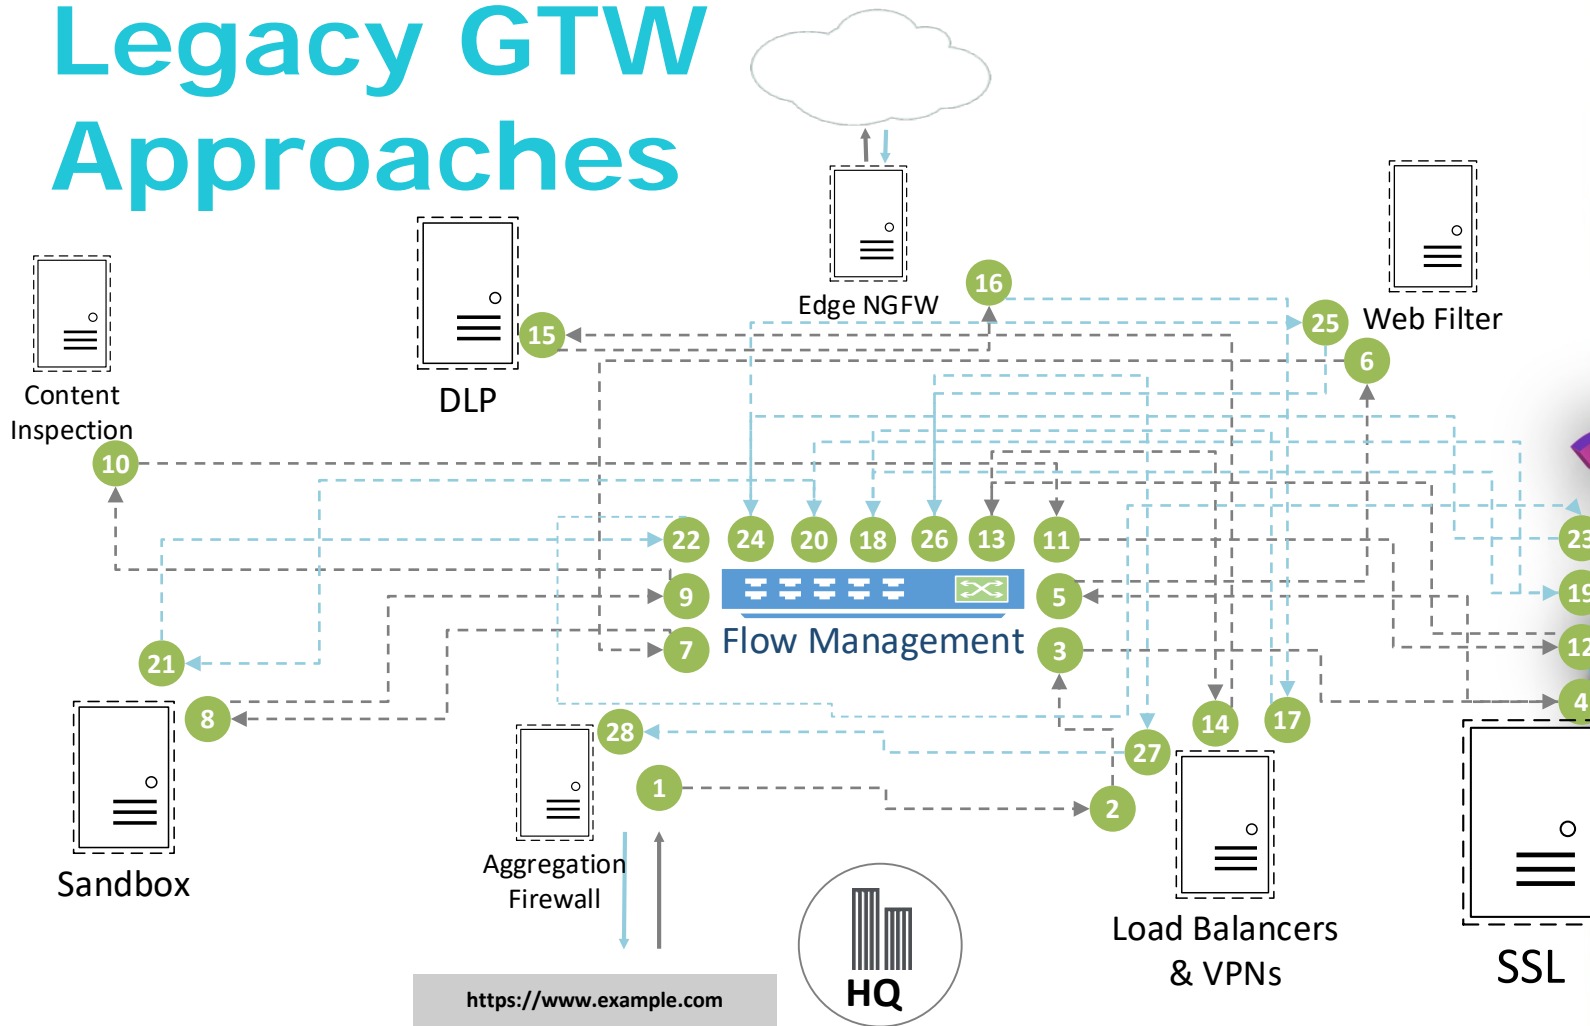 Legacy GTW
Approaches
16
Edge NGFW
25
Web Filter
15
6
Content
Inspection
DLP
10
22
24
20
18
26
13
11
23
9
5
19
Flow Management
7
3
12
21
8
28
14
17
4
27
1
2
Sandbox
Aggregation
Firewall
Load Balancers
& VPNs
SSL
HQ
https://www.example.com